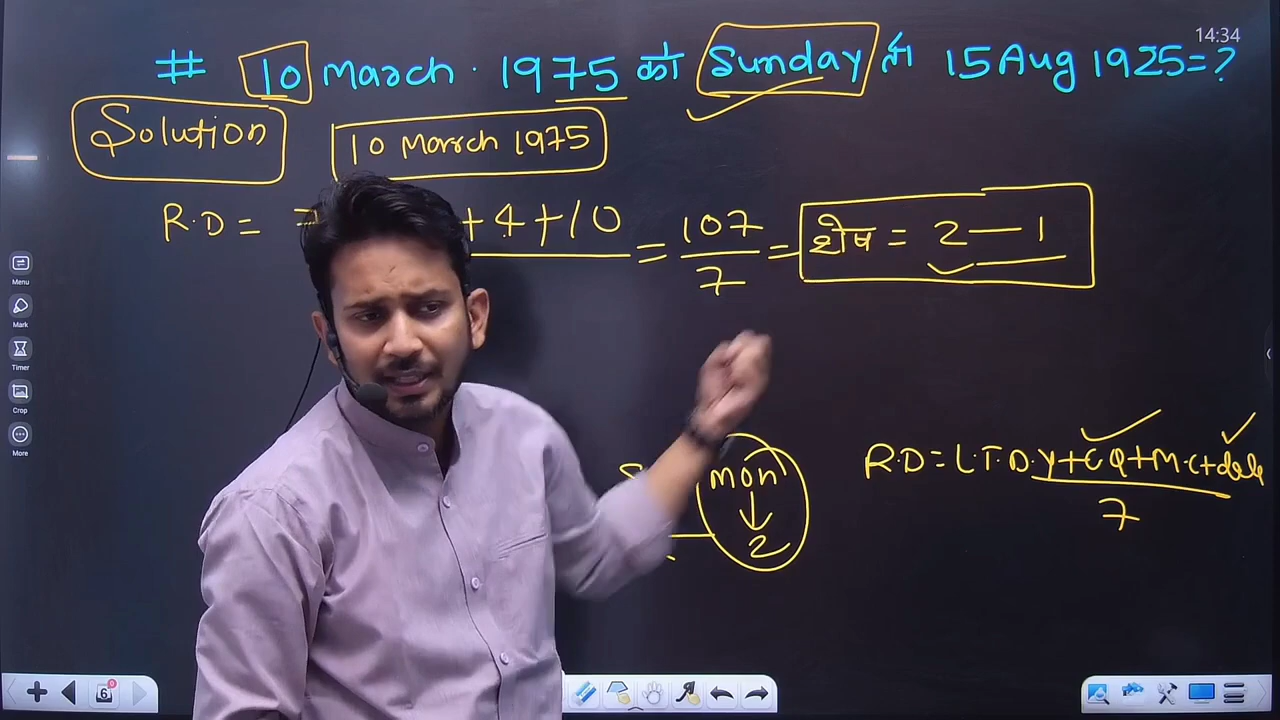 14:34
# 10 March. 1975 को Sunday तो 15 Aug 1925=?
Solution
10 March 1975
R.D = + 4 + 10 = 107 = शेष = 2 — 1
7
mon
↓
2
R.D = L.T.D.Y + C Q + M.C + date
7
Menu
Mark
Timer
Crop
More
6
0